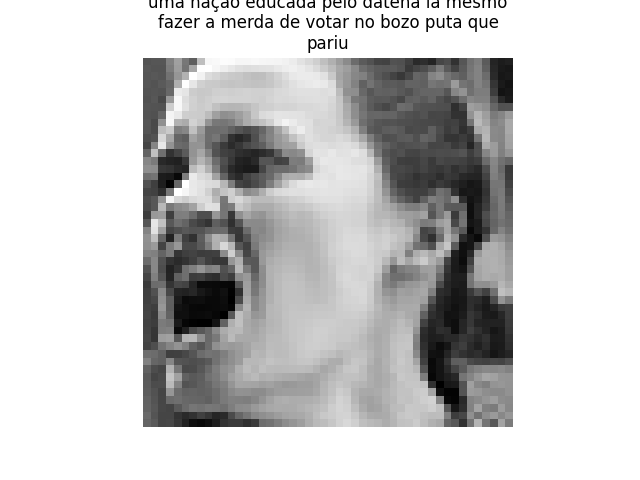 uma nação educada pelo datena ia mesmo
fazer a merda de votar no bozo puta que
pariu